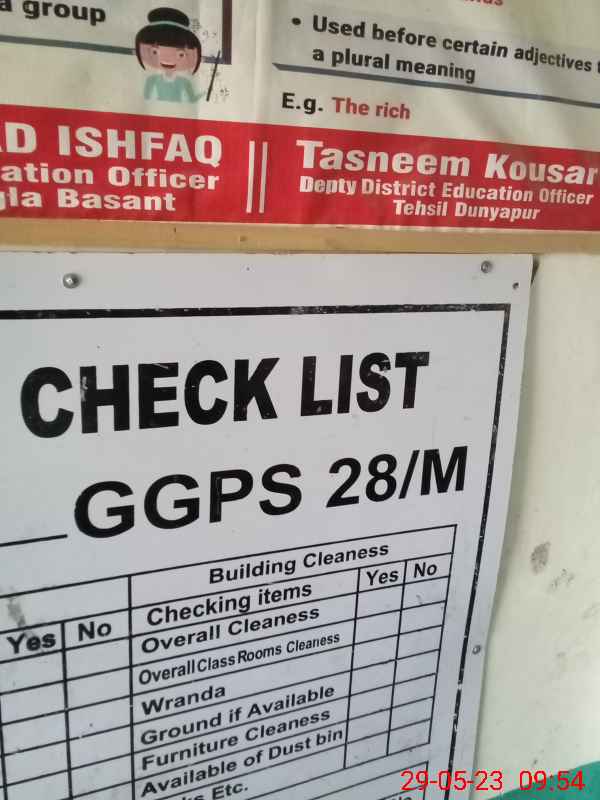 a group
• Used before certain adjectives
a plural meaning
E.g. The rich
AD ISHFAQ
ation Officer
gla Basant
Tasneem Kousar
Depty District Education Officer
Tehsil Dunyapur
CHECK LIST
GGPS 28/M
Building Cleaness
Yes No
Checking items Yes No
Overall Cleaness
Overall Class Rooms Cleaness
Wranda
Ground if Available
Furniture Cleaness
Available of Dust bin
Etc.
29-05-23 09:54